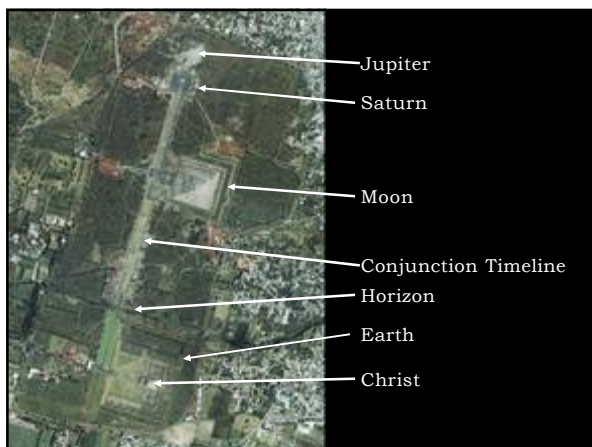 Jupiter
Saturn
Moon
Conjunction Timeline
Horizon
Earth
Christ